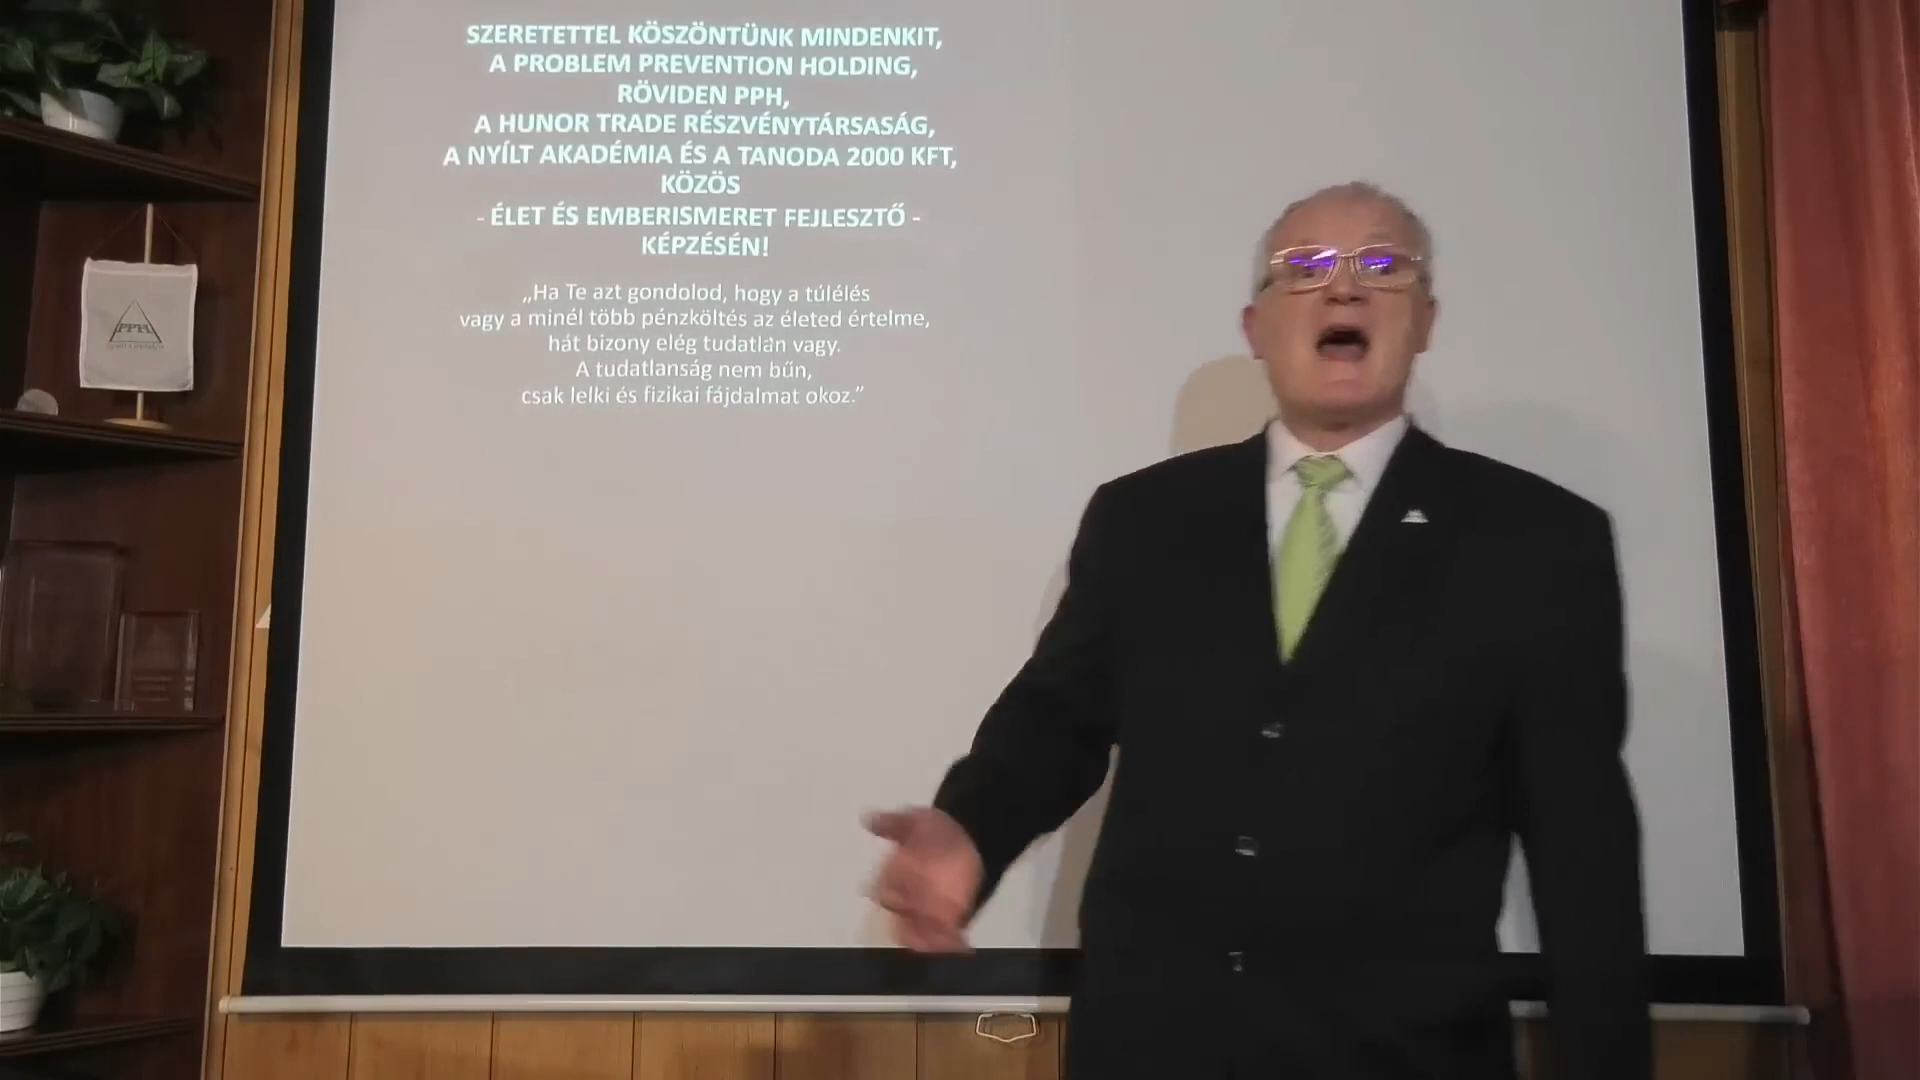 SZERETETTEL KÖSZÖNTÜNK MINDENKIT,
A PROBLEM PREVENTION HOLDING,
RÖVIDEN PPH,
A HUNOR TRADE RÉSZVÉNYTÁRSASÁG,
A NYÍLT AKADÉMIA ÉS A TANODA 2000 KFT,
KÖZÖS
- ÉLET ÉS EMBERISMERET FEJLESZTŐ -
KÉPZÉSÉN!
„Ha Te azt gondolod, hogy a túlélés
vagy a minél több pénzköltés az életed értelme,
hát bizony elég tudatlan vagy.
A tudatlanság nem bűn,
csak lelki és fizikai fájdalmat okoz.”
PPH